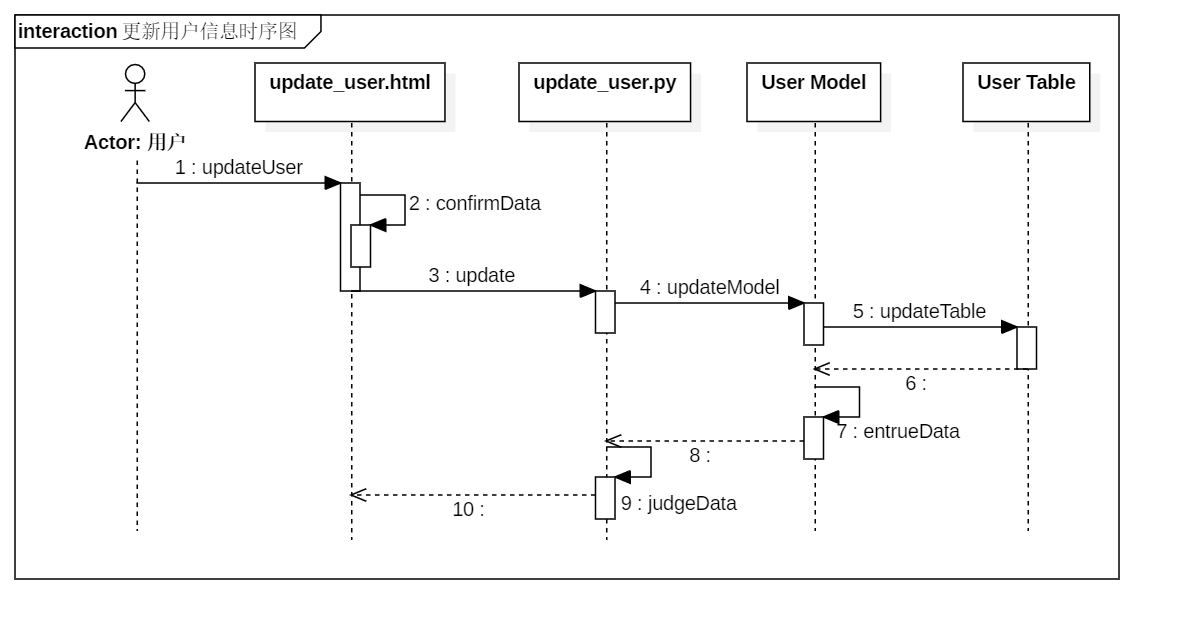 interaction 更新用户信息时序图
update_user.html
update_user.py
User Model
User Table
Actor: 用户
1 : updateUser
2 : confirmData
3 : update
4 : updateModel
5 : updateTable
6 :
7 : entrueData
8 :
9 : judgeData
10 :